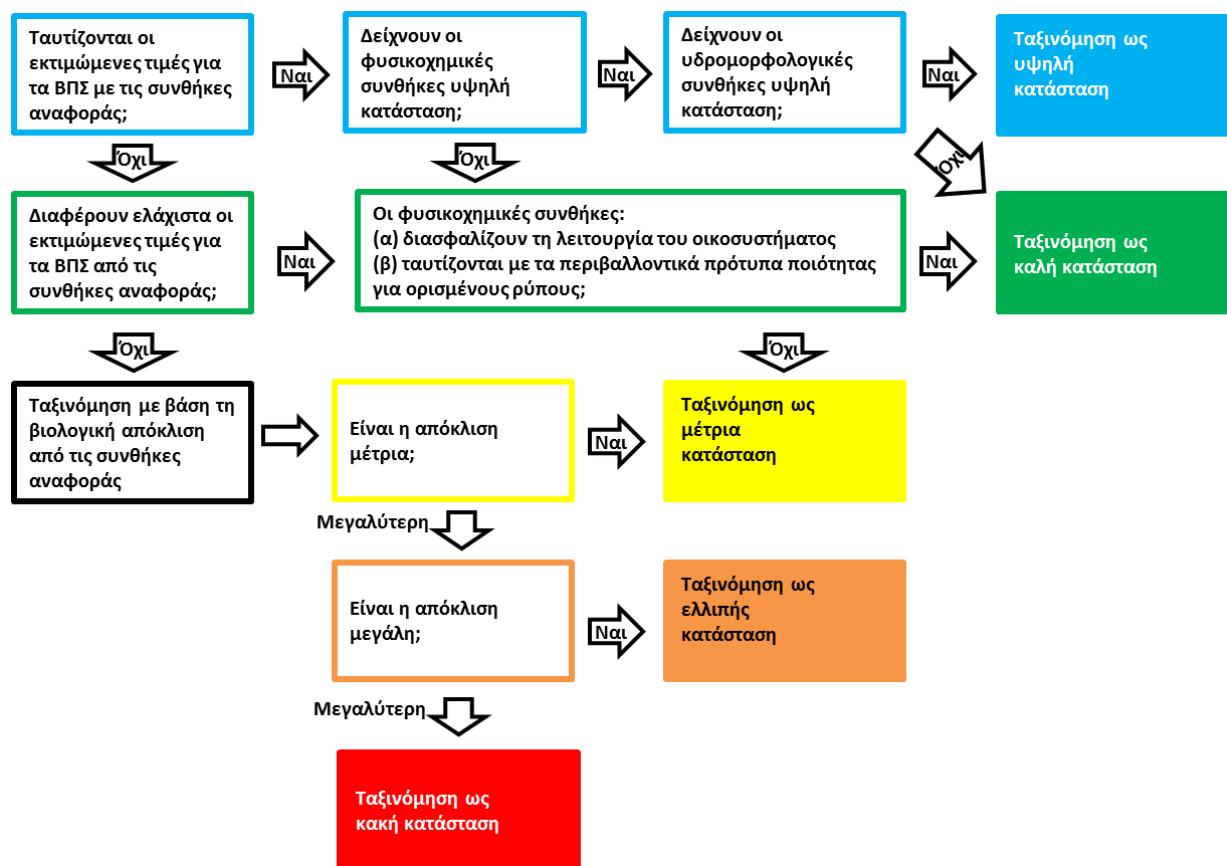 Ταυτίζονται οι
εκτιμώμενες τιμές για
τα ΒΠΣ με τις συνθήκες
αναφοράς;
Ναι
Δείχνουν οι
φυσικοχημικές
συνθήκες υψηλή
κατάσταση;
Ναι
Δείχνουν οι
υδρομορφολογικές
συνθήκες υψηλή
κατάσταση;
Ναι
Ταξινόμηση ως
υψηλή
κατάσταση
Όχι
Όχι
Όχι
Διαφέρουν ελάχιστα οι
εκτιμώμενες τιμές για
τα ΒΠΣ από τις
συνθήκες αναφοράς;
Ναι
Οι φυσικοχημικές συνθήκες:
(α) διασφαλίζουν τη λειτουργία του οικοσυστήματος
(β) ταυτίζονται με τα περιβαλλοντικά πρότυπα ποιότητας
για ορισμένους ρύπους;
Ναι
Ταξινόμηση ως
καλή κατάσταση
Όχι
Όχι
Ταξινόμηση με βάση τη
βιολογική απόκλιση
από τις συνθήκες
αναφοράς
Είναι η απόκλιση
μέτρια;
Ναι
Ταξινόμηση ως
μέτρια
κατάσταση
Μεγαλύτερη
Είναι η απόκλιση
μεγάλη;
Ναι
Ταξινόμηση ως
ελλιπής
κατάσταση
Μεγαλύτερη
Ταξινόμηση ως
κακή κατάσταση